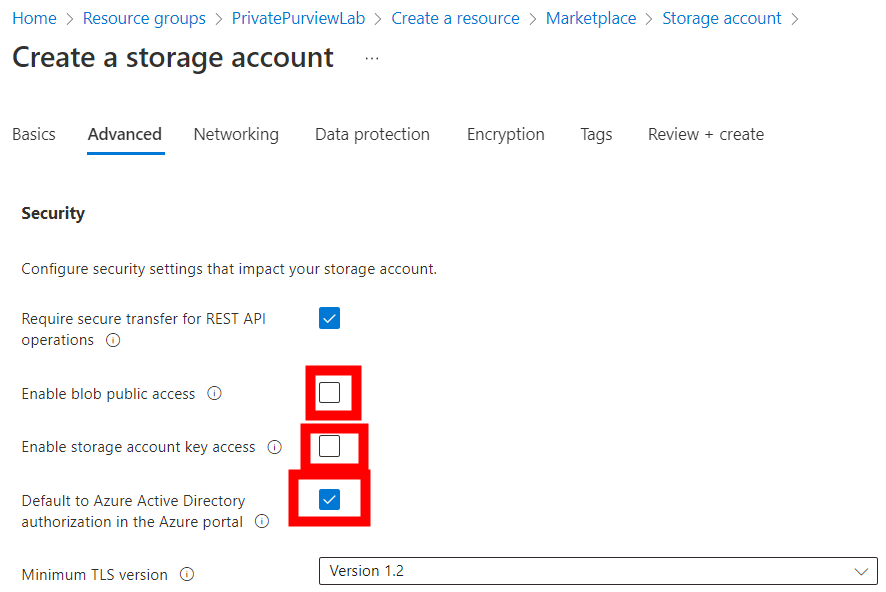 Home > Resource groups > PrivatePurviewLab > Create a resource > Marketplace > Storage account >
Create a storage account ...
Basics Advanced Networking Data protection Encryption Tags Review + create
Security
Configure security settings that impact your storage account.
Require secure transfer for REST API
operations
Enable blob public access
Enable storage account key access
Default to Azure Active Directory
authorization in the Azure portal
Minimum TLS version Version 1.2